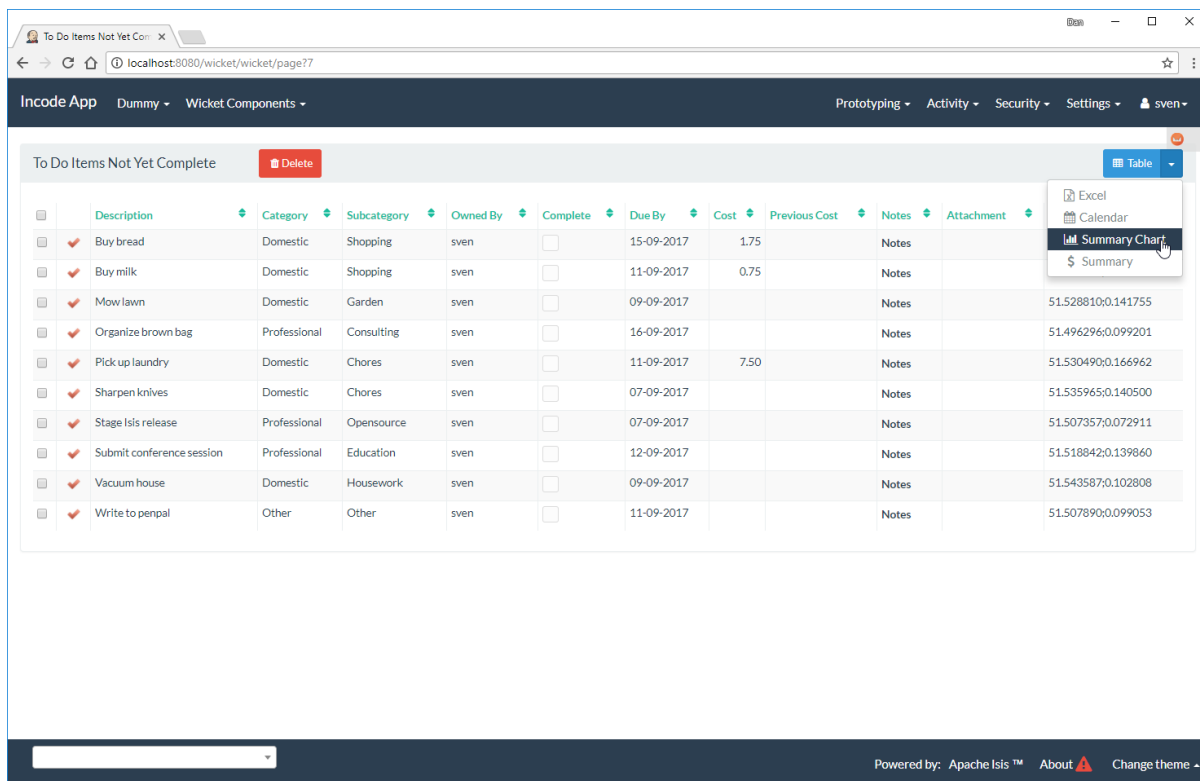 To Do Items Not Yet Com
Dan
localhost:8080/wicket/wicket/page?7
Incode App Dummy Wicket Components Prototyping Activity Security Settings sven
To Do Items Not Yet Complete Delete Table
Excel
Calendar
Summary Chart
$ Summary
Description Category Subcategory Owned By Complete Due By Cost Previous Cost Notes Attachment
Buy bread Domestic Shopping sven 15-09-2017 1.75 Notes
Buy milk Domestic Shopping sven 11-09-2017 0.75 Notes
Mow lawn Domestic Garden sven 09-09-2017 Notes 51.528810;0.141755
Organize brown bag Professional Consulting sven 16-09-2017 Notes 51.496296;0.099201
Pick up laundry Domestic Chores sven 11-09-2017 7.50 Notes 51.530490;0.166962
Sharpen knives Domestic Chores sven 07-09-2017 Notes 51.535965;0.140500
Stage Isis release Professional Opensource sven 07-09-2017 Notes 51.507357;0.072911
Submit conference session Professional Education sven 12-09-2017 Notes 51.518842;0.139860
Vacuum house Domestic Housework sven 09-09-2017 Notes 51.543587;0.102808
Write to penpal Other Other sven 11-09-2017 Notes 51.507890;0.099053
Powered by: Apache Isis ™ About Change theme